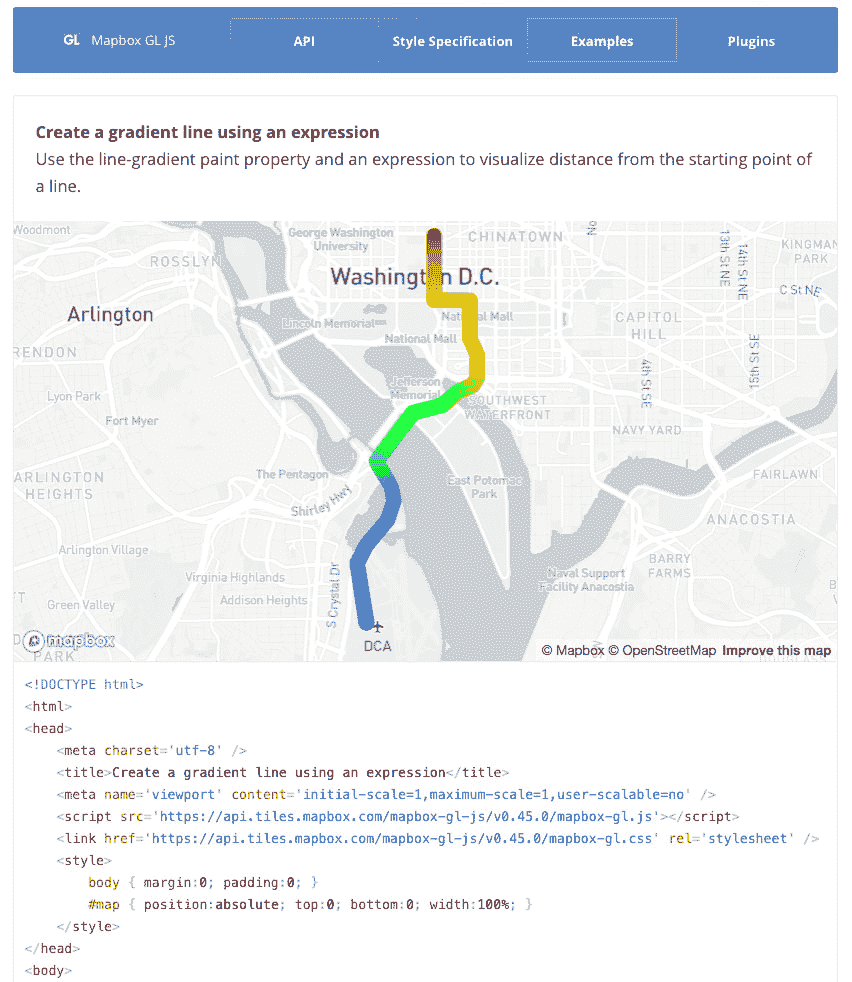 GL Mapbox GL JS
API
Style Specification
Examples
Plugins
Create a gradient line using an expression
Use the line-gradient paint property and an expression to visualize distance from the starting point of
a line.
Woodmont
George Washington
University
CHINATOWN
No
13th St NE
14th St NE
KINGMAN
PARK
ROSSLYN
Washington D.C.
C St NE
Arlington
Lincoln Memorial
National Mall
CAPITOL
HILL
National Mall
RENDON
15th St SE
4th St SE
Jefferson
Memorial
Lyon Park
SOUTHWEST
WATERFRONT
Fort Myer
NAVY YARD
The Pentagon
ARLINGTON
HEIGHTS
East Potomac
Park
FAIRLAWN
Shirley Hwy
ANACOSTIA
Arlington Village
BARRY
FARMS
Virginia Highlands
Naval Support
Facility Anacostia
S Crystal Dr
Addison Heights
Green Valley
mapbox
PARK
DCA
© Mapbox © OpenStreetMap Improve this map
<!DOCTYPE html>
<html>
<head>
<meta charset='utf-8' />
<title>Create a gradient line using an expression</title>
<meta name='viewport' content='initial-scale=1,maximum-scale=1,user-scalable=no' />
<script src='https://api.tiles.mapbox.com/mapbox-gl-js/v0.45.0/mapbox-gl.js'></script>
<link href='https://api.tiles.mapbox.com/mapbox-gl-js/v0.45.0/mapbox-gl.css' rel='stylesheet' />
<style>
body { margin:0; padding:0; }
#map { position:absolute; top:0; bottom:0; width:100%; }
</style>
</head>
<body>